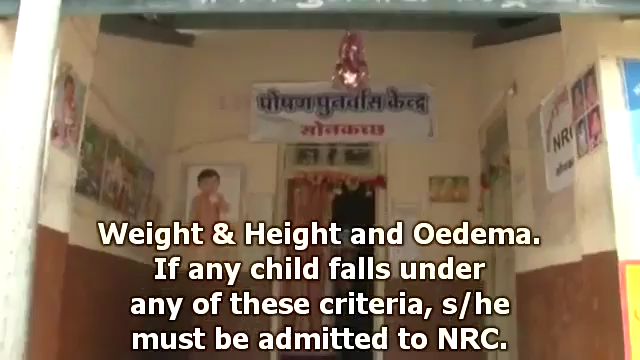 पोषण पुनर्वास केन्द्र
सोनकच्छ
NRC
Weight & Height and Oedema.
If any child falls under
any of these criteria, s/he
must be admitted to NRC.